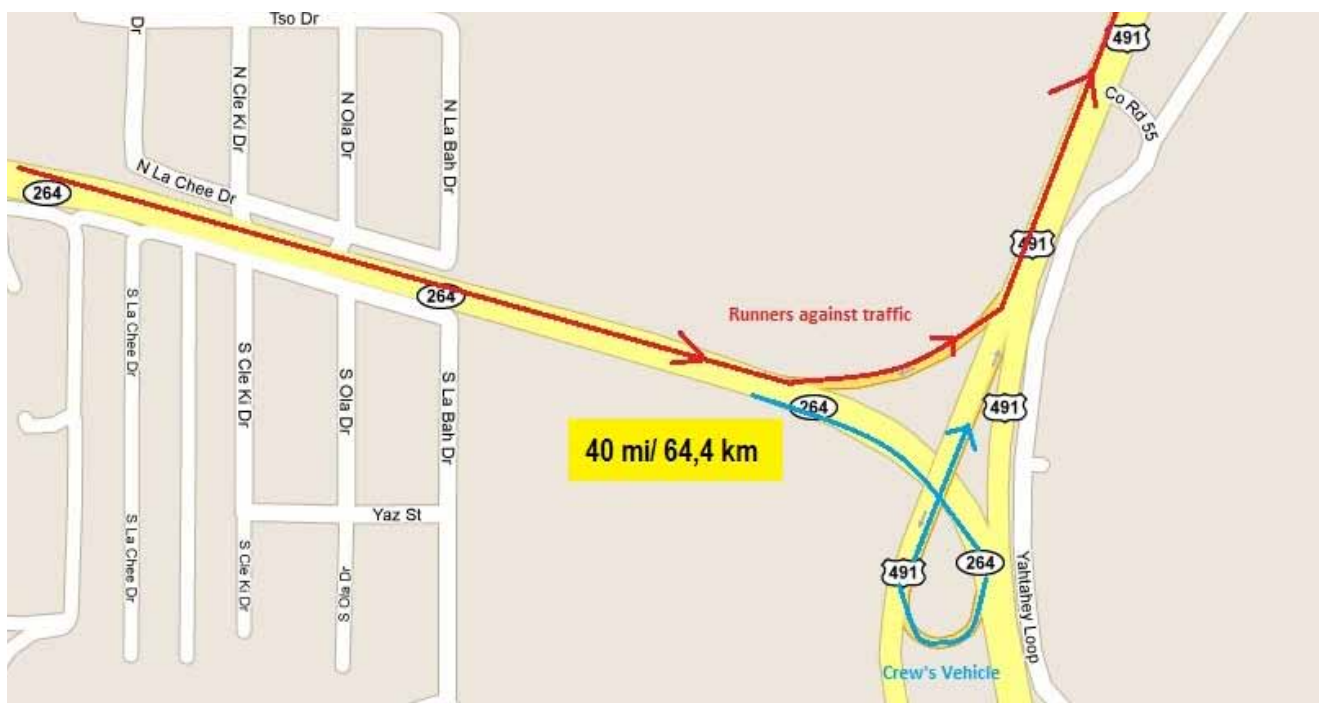 Dr
Tso Dr
491
N Cle Ki Dr
N Ola Dr
N La Bah Dr
Co Rd 55
N La Chee Dr
264
491
264
Runners against traffic
S La Chee Dr
S Cle Ki Dr
S Ola Dr
S La Bah Dr
264
491
40 mi/ 64,4 km
Yaz St
S La Chee Dr
S Cle Ki Dr
S Ola Dr
491
264
Yahtahey Loop
Crew's Vehicle